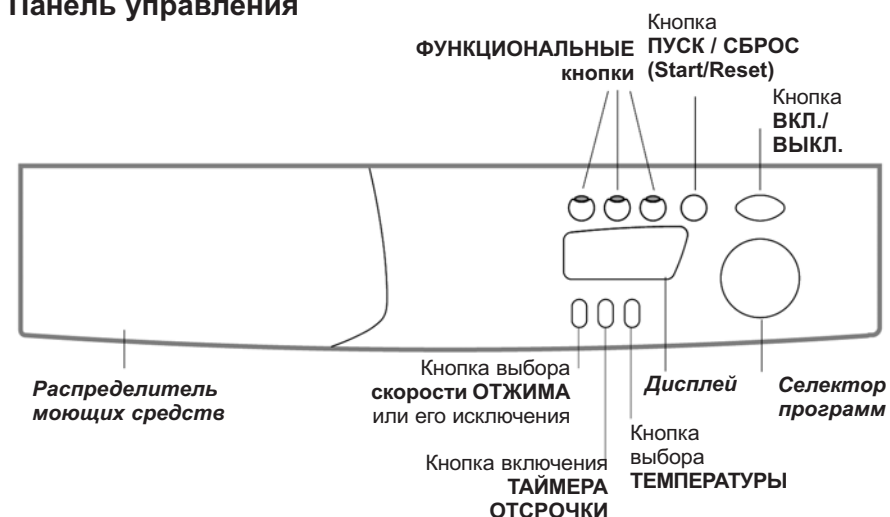 Панель управления
Кнопка
ПУСК / СБРОС
(Start/Reset)
ФУНКЦИОНАЛЬНЫЕ
кнопки
Кнопка
ВКЛ./
ВЫКЛ.
Распределитель
моющих средств
Кнопка выбора
скорости ОТЖИМА
или его исключения
Дисплей
Селектор
программ
Кнопка включения
ТАЙМЕРА
ОТСРОЧКИ
Кнопка
выбора
ТЕМПЕРАТУРЫ